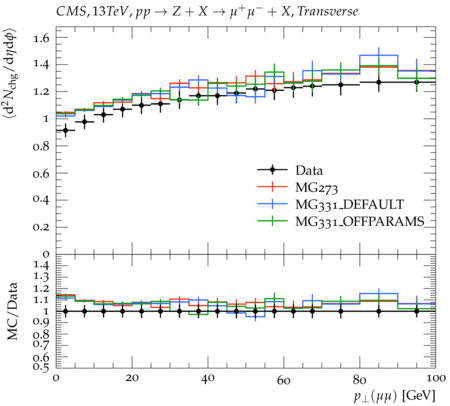 CMS, 13TeV, pp → Z + X → μ⁺μ⁻ + X, Transverse
⟨d²N_chg/dηdϕ⟩
1.6
1.4
1.2
1
0.8
0.6
0.4
0.2
0
Data
MG273
MG331_DEFAULT
MG331_OFFPARAMS
MC/Data
1.4
1.3
1.2
1.1
1
0.9
0.8
0.7
0.6
0.5
0 20 40 60 80 100
p⊥(μμ) [GeV]